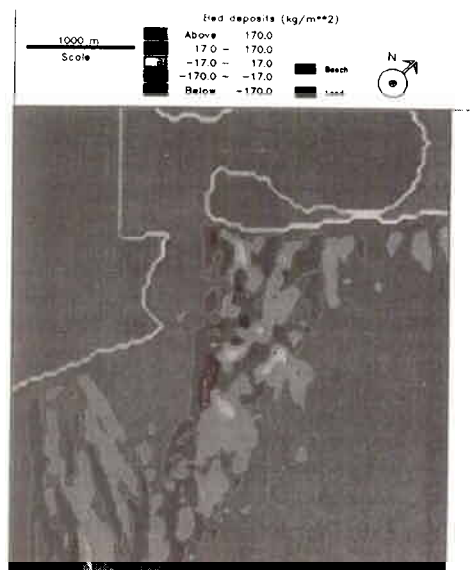 Bed deposits (kg/m**2)
1000 m
Scale
Above 170.0
17.0 - 170.0
-17.0 - 17.0
-170.0 - -17.0
Below -170.0
Beach
Land
N